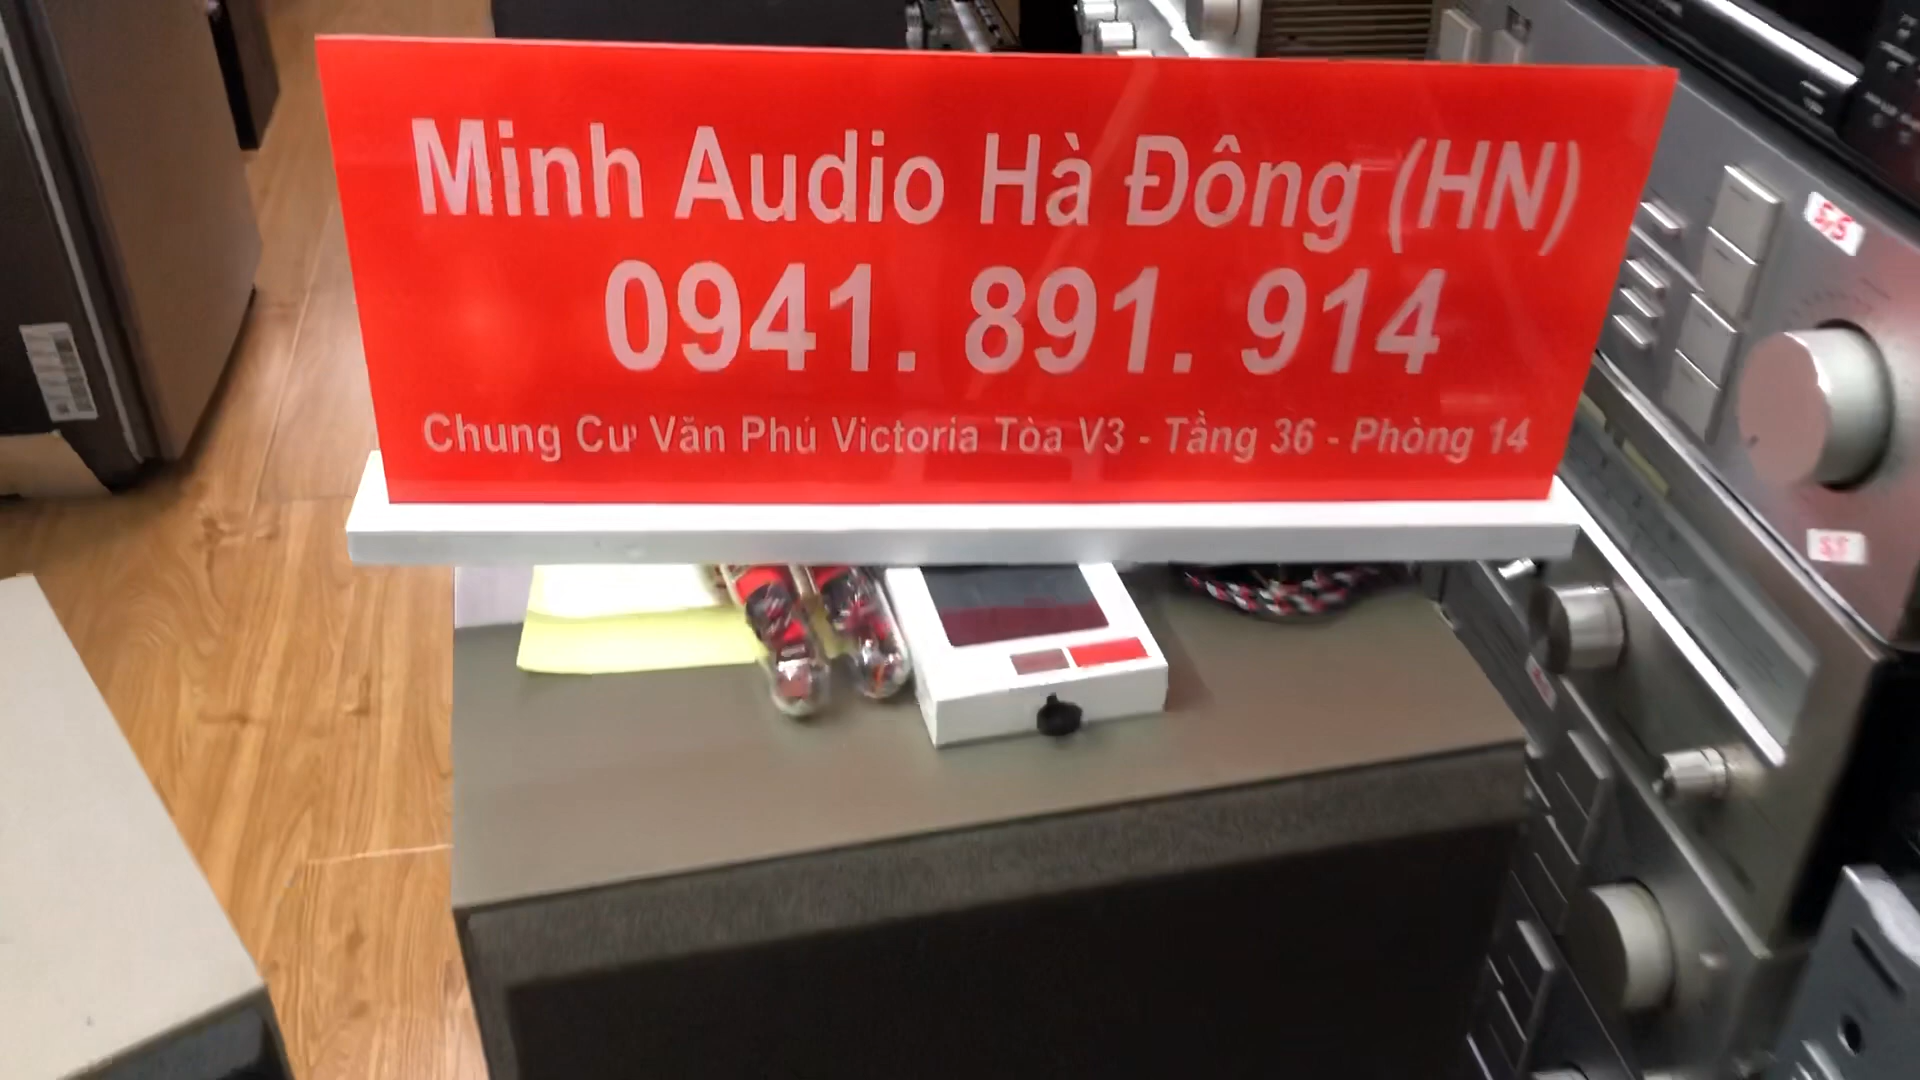 Minh Audio Hà Đông (HN)
0941. 891. 914
Chung Cư Văn Phú Victoria Tòa V3 - Tầng 36 - Phòng 14